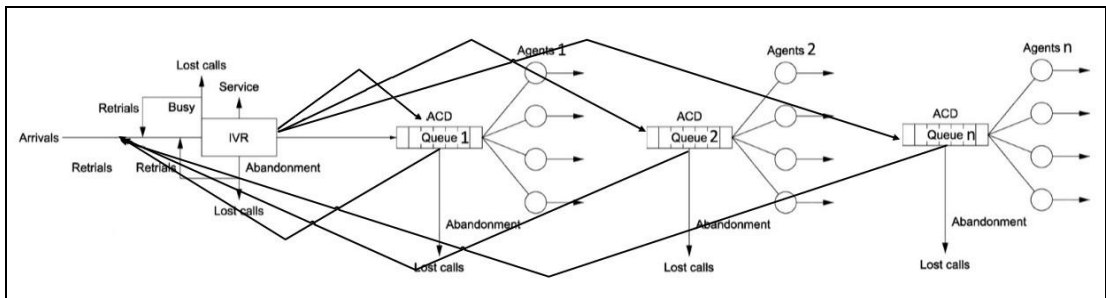 Agents 1
Agents 2
Agents n
Lost calls
Service
Retrials
Busy
ACD
ACD
ACD
Arrivals
IVR
Queue 1
Queue 2
Queue n
Retrials
Retrials
Abandonment
Lost calls
Abandonment
Abandonment
Abandonment
Lost calls
Lost calls
Lost calls